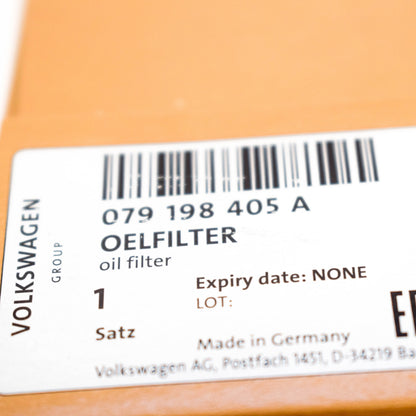 VOLKSWAGEN
GROUP
079 198 405 A
OELFILTER
oil filter
1
Satz
Expiry date: NONE
LOT:
Made in Germany
Volkswagen AG, Postfach 1451, D-34219 Ba